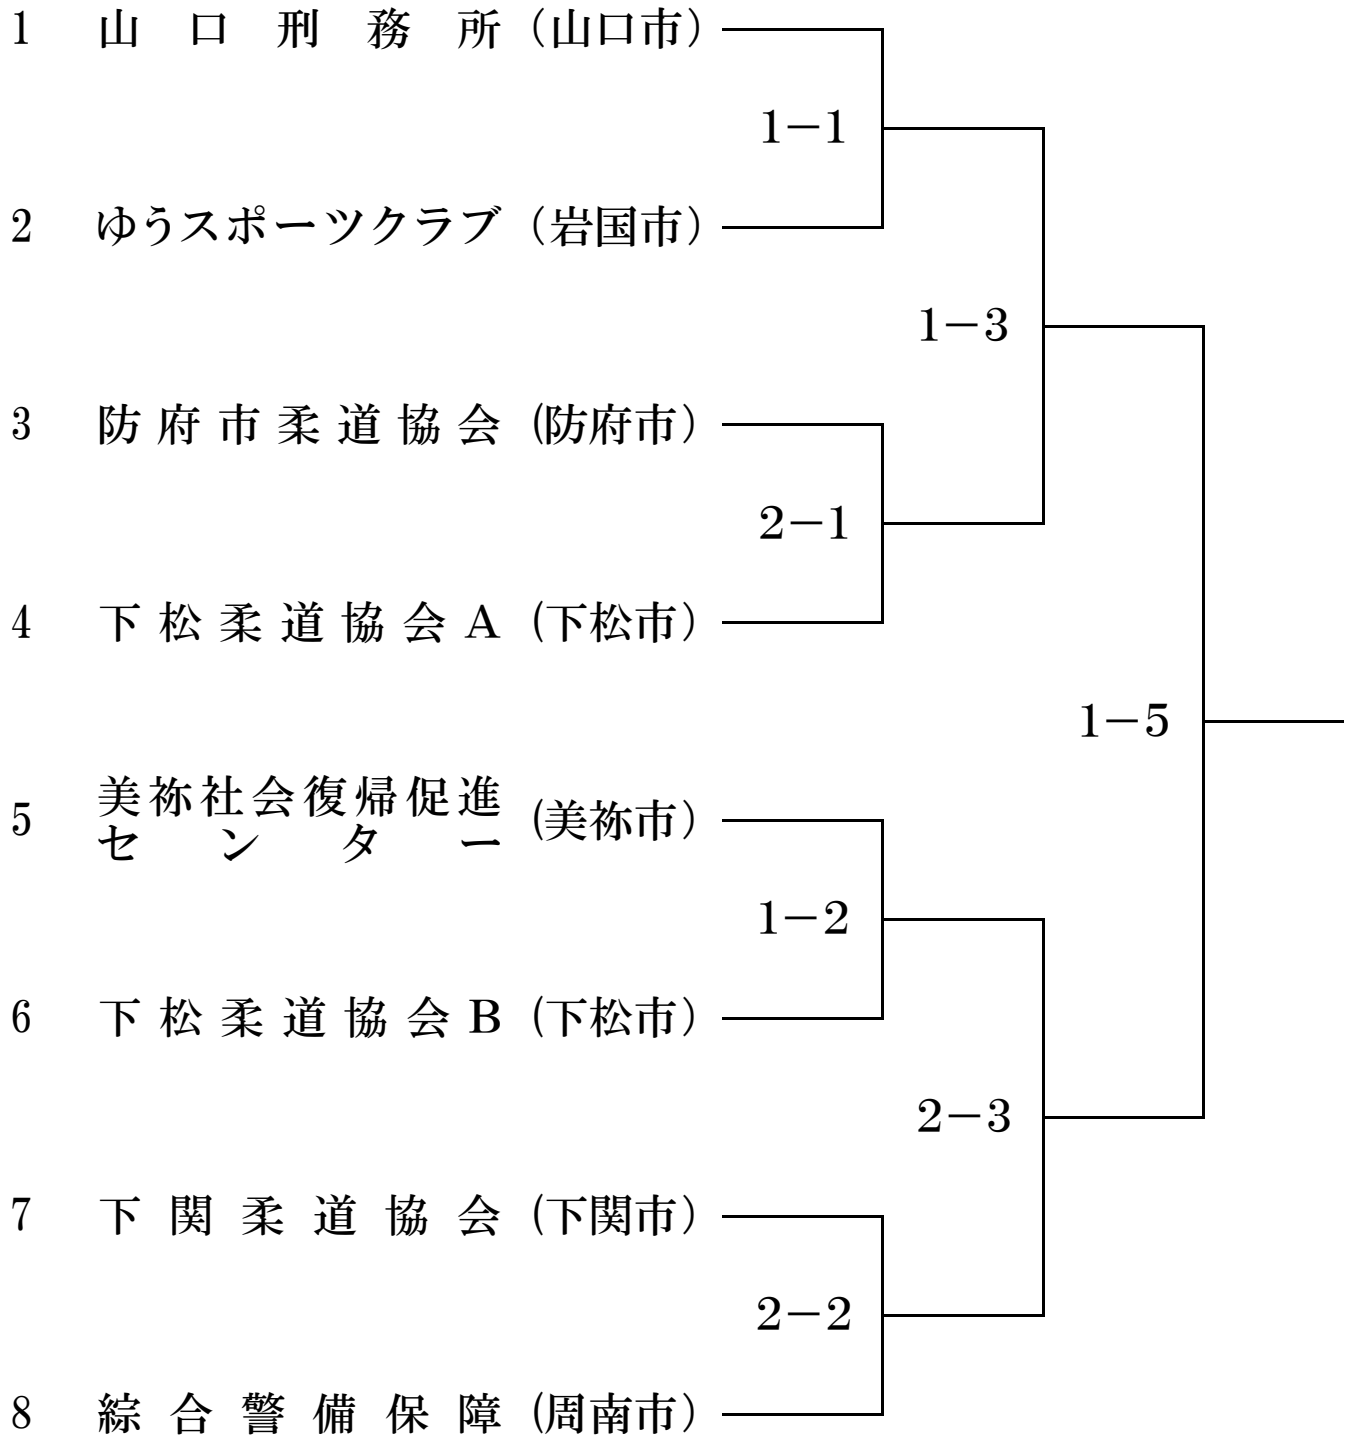 1 山口刑務所（山口市）
1－1
2 ゆうスポーツクラブ（岩国市）
1－3
3 防府市柔道協会（防府市）
2－1
4 下松柔道協会A（下松市）
1－5
5 美祢社会復帰促進
センター（美祢市）
1－2
6 下松柔道協会B（下松市）
2－3
7 下関柔道協会（下関市）
2－2
8 綜合警備保障（周南市）